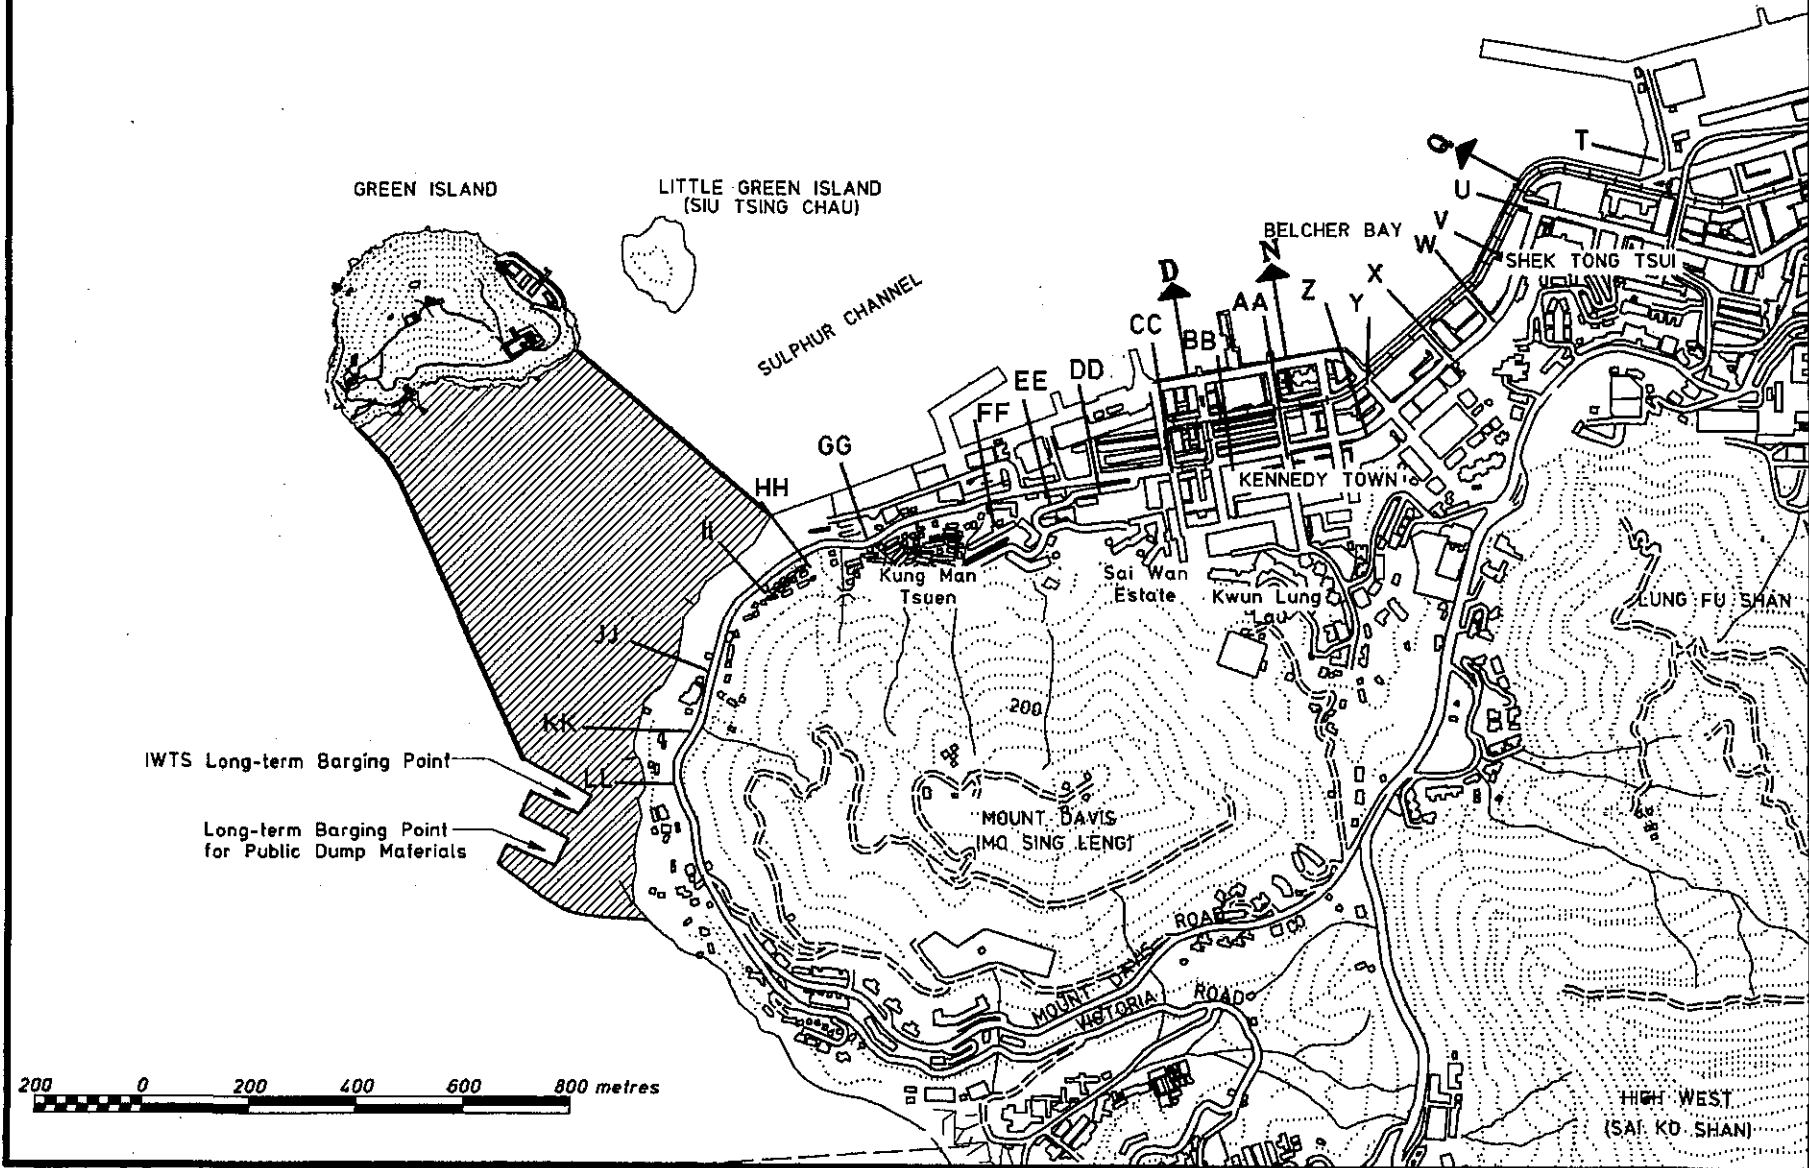 Q
T
GREEN ISLAND
LITTLE GREEN ISLAND
(SIU TSING CHAU)
U
V
BELCHER BAY
W
N
SHEK TONG TSUI
D
X
Z
AA
Y
SULPHUR CHANNEL
CC
BB
DD
EE
FF
GG
KENNEDY TOWN
HH
II
Kung Man
Tsuen
Sai Wan
Estate
Kwun Lung
Lau
LUNG FU SHAN
JJ
200
KK
IWTS Long-term Barging Point
LL
MOUNT DAVIS
(MO SING LENG)
Long-term Barging Point
for Public Dump Materials
MOUNT DAVIS ROAD
VICTORIA ROAD
200 0 200 400 600 800 metres
HIGH WEST
(SAI KO SHAN)